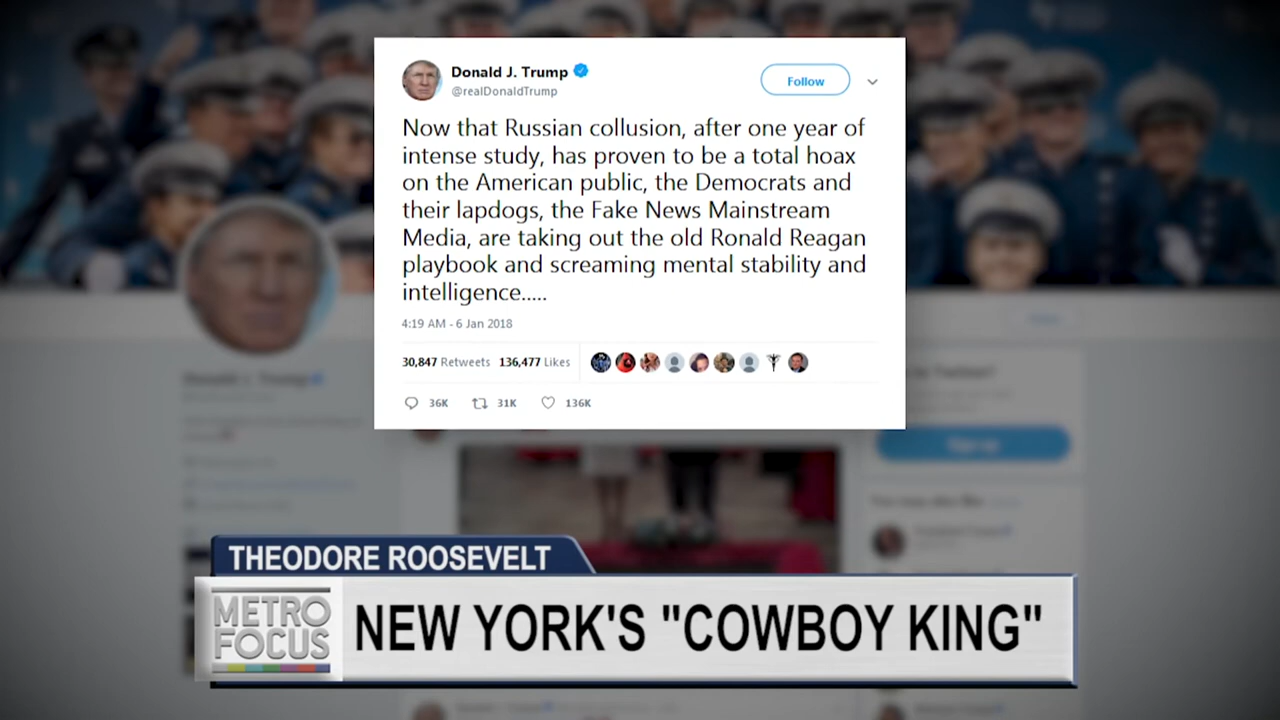 Donald J. Trump
@realDonaldTrump
Follow
Now that Russian collusion, after one year of
intense study, has proven to be a total hoax
on the American public, the Democrats and
their lapdogs, the Fake News Mainstream
Media, are taking out the old Ronald Reagan
playbook and screaming mental stability and
intelligence.....
4:19 AM - 6 Jan 2018
30,847 Retweets 136,477 Likes
36K 31K 136K
THEODORE ROOSEVELT
METRO
FOCUS
NEW YORK'S "COWBOY KING"